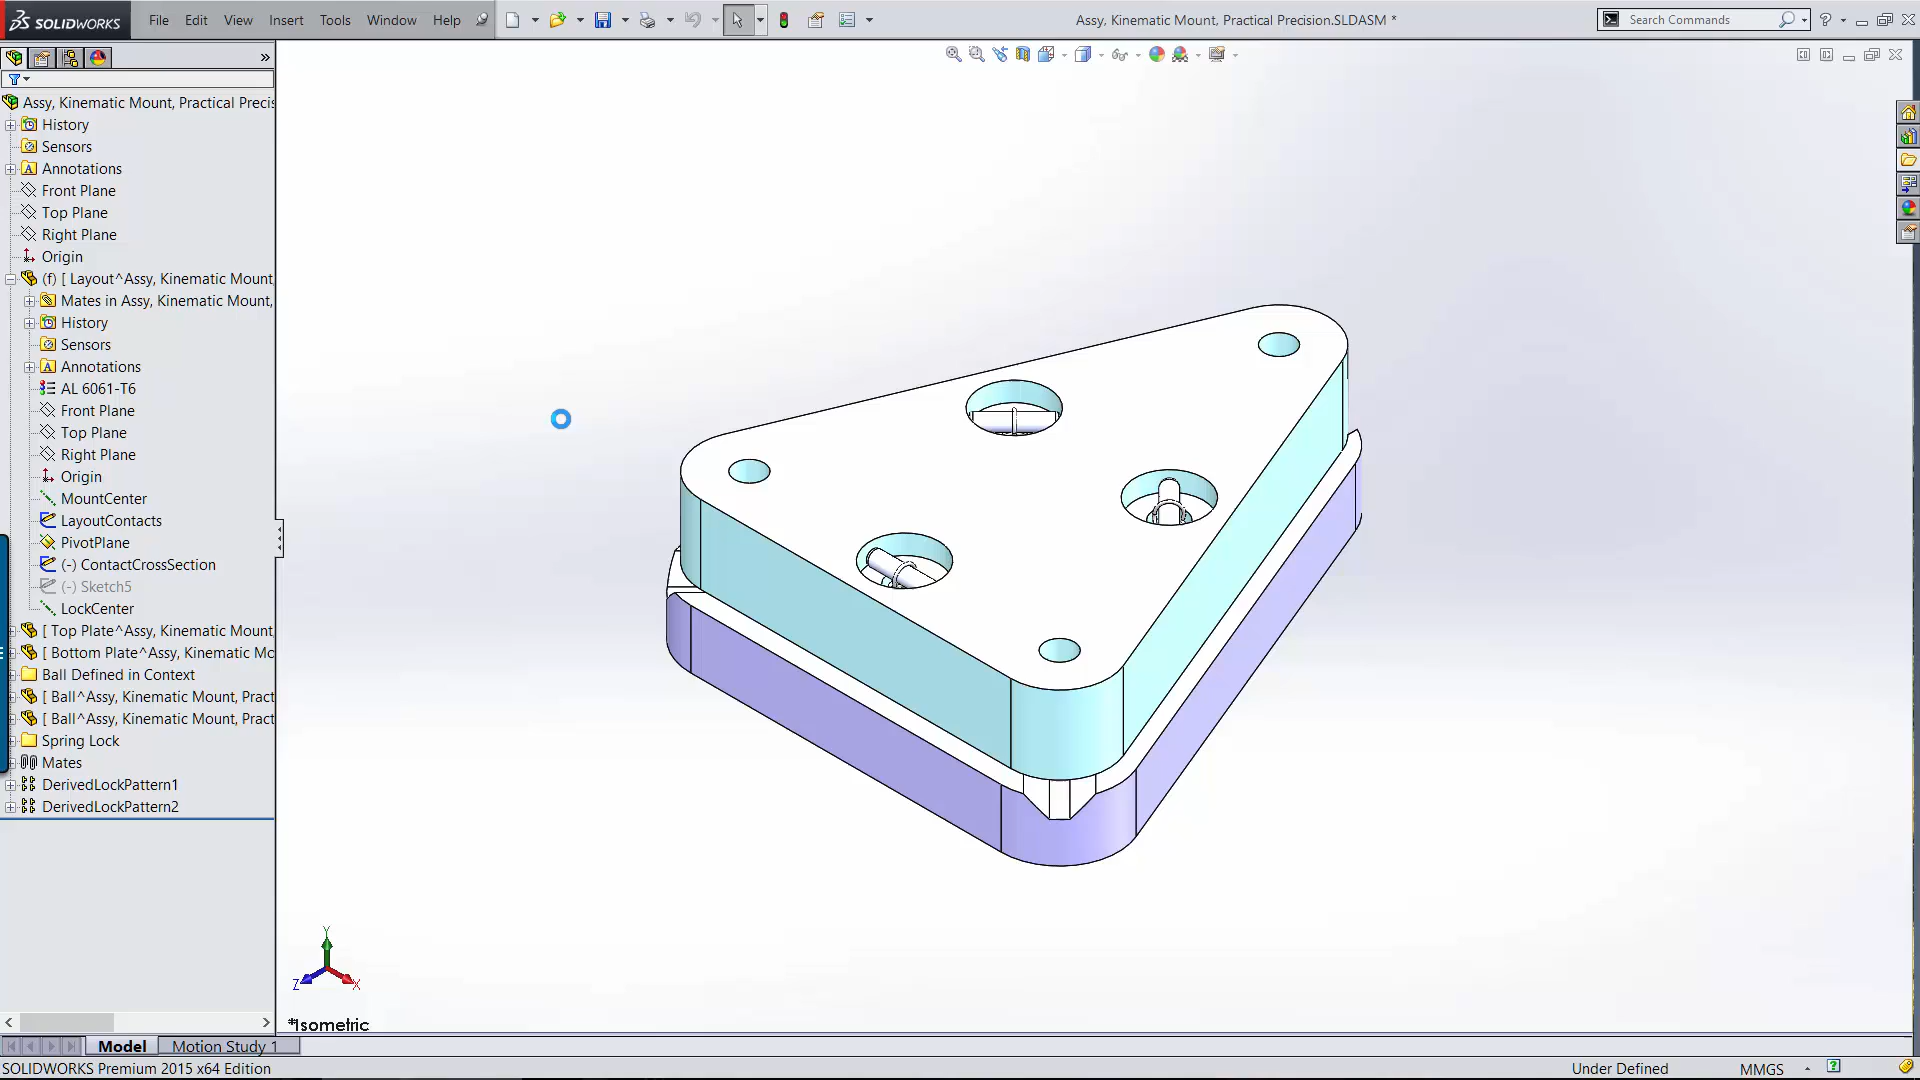 SOLIDWORKS File Edit View Insert Tools Window Help Assy, Kinematic Mount, Practical Precision.SLDASM * Search Commands
Assy, Kinematic Mount, Practical Precis
History
Sensors
Annotations
Front Plane
Top Plane
Right Plane
Origin
(f) [ Layout^Assy, Kinematic Mount,
Mates in Assy, Kinematic Mount,
History
Sensors
Annotations
AL 6061-T6
Front Plane
Top Plane
Right Plane
Origin
MountCenter
LayoutContacts
PivotPlane
(-) ContactCrossSection
(-) Sketch5
LockCenter
[ Top Plate^Assy, Kinematic Mount,
[ Bottom Plate^Assy, Kinematic Mo
Ball Defined in Context
[ Ball^Assy, Kinematic Mount, Pract
[ Ball^Assy, Kinematic Mount, Pract
Spring Lock
Mates
DerivedLockPattern1
DerivedLockPattern2
Y
Z X
*Isometric
Model Motion Study 1
SOLIDWORKS Premium 2015 x64 Edition Under Defined MMGS